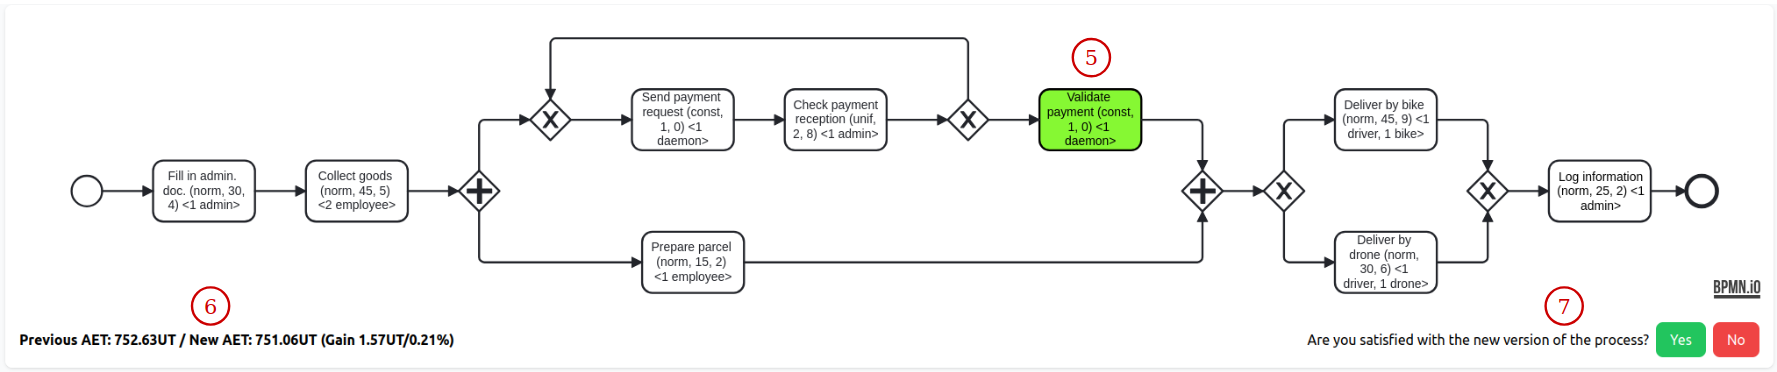 5
Send payment
request (const,
1, 0) <1
daemon>
Check payment
reception (unif,
2, 8) <1 admin>
Validate
payment (const,
1, 0) <1
daemon>
Deliver by bike
(norm, 45, 9) <1
driver, 1 bike>
Fill in admin.
doc. (norm, 30,
4) <1 admin>
Collect goods
(norm, 45, 5)
<2 employee>
Log information
(norm, 25, 2) <1
admin>
Prepare parcel
(norm, 15, 2)
<1 employee>
Deliver by
drone (norm,
30, 6) <1
driver, 1 drone>
BPMN.iO
6
7
Previous AET: 752.63UT / New AET: 751.06UT (Gain 1.57UT/0.21%)
Are you satisfied with the new version of the process?
Yes
No